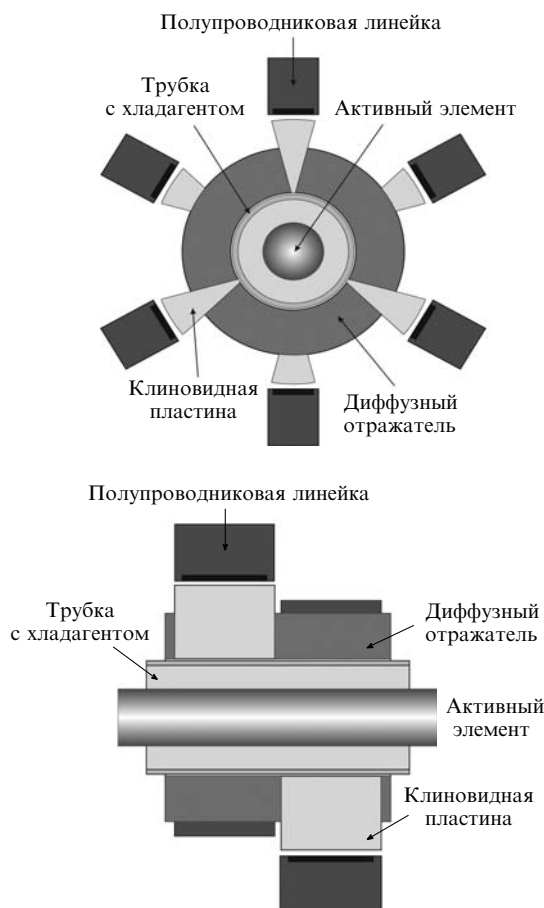 Полупроводниковая линейка
Трубка
с хладагентом
Активный элемент
Клиновидная
пластина
Диффузный
отражатель
Полупроводниковая линейка
Трубка
с хладагентом
Диффузный
отражатель
Активный
элемент
Клиновидная
пластина